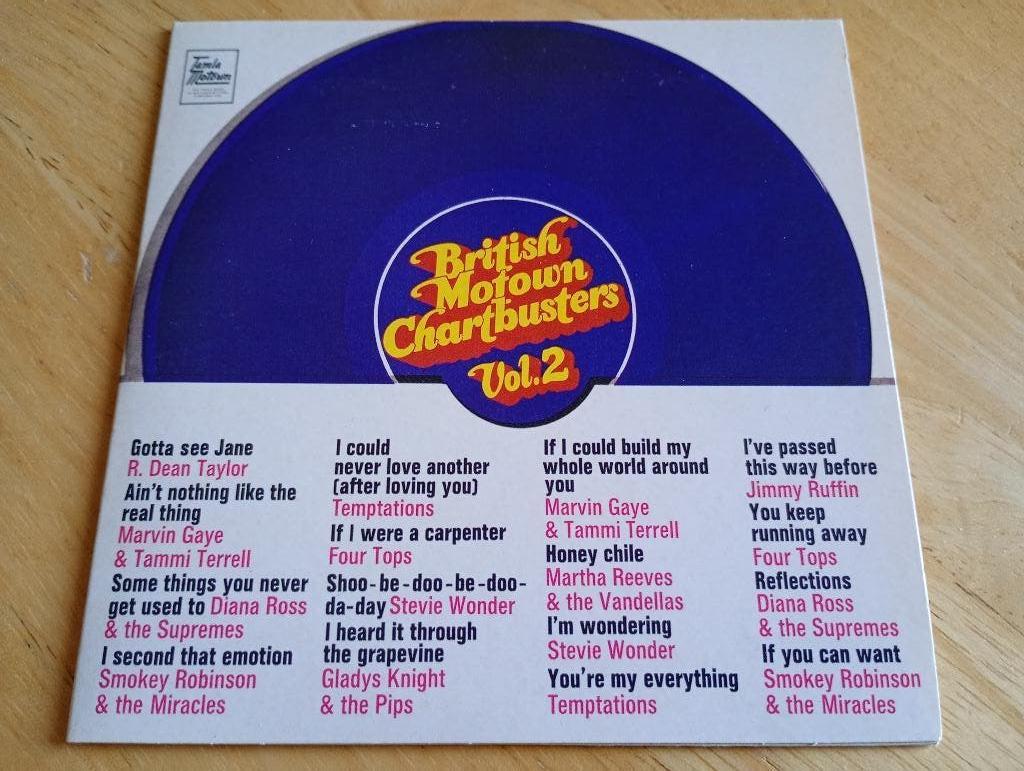 Tamla
Motown
British
Motown
Chartbusters
Vol.2
Gotta see Jane
R. Dean Taylor
Ain't nothing like the
real thing
Marvin Gaye
& Tammi Terrell
Some things you never
get used to Diana Ross
& the Supremes
I second that emotion
Smokey Robinson
& the Miracles
I could
never love another
(after loving you)
Temptations
If I were a carpenter
Four Tops
Shoo-be-doo-be-doo-
da-day Stevie Wonder
I heard it through
the grapevine
Gladys Knight
& the Pips
If I could build my
whole world around
you
Marvin Gaye
& Tammi Terrell
Honey chile
Martha Reeves
& the Vandellas
I'm wondering
Stevie Wonder
You're my everything
Temptations
I've passed
this way before
Jimmy Ruffin
You keep
running away
Four Tops
Reflections
Diana Ross
& the Supremes
If you can want
Smokey Robinson
& the Miracles